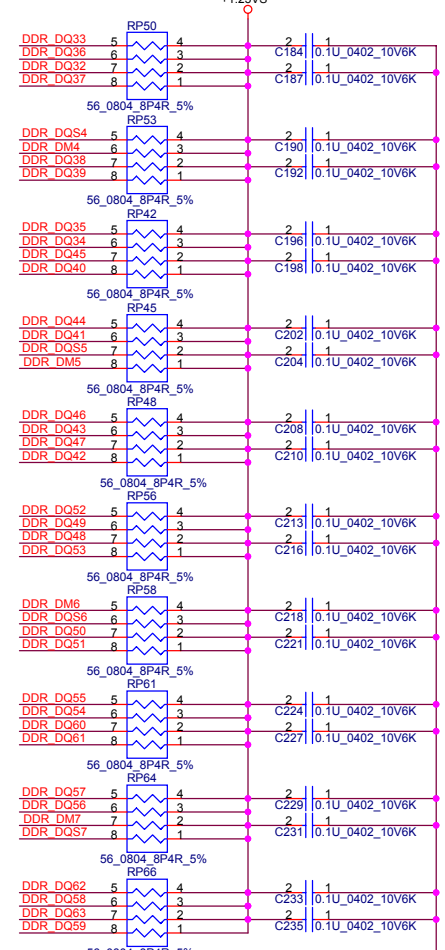 +1.25VS
RP50
DDR_DQ33 5 4 2 1
DDR_DQ36 6 3 C184 0.1U_0402_10V6K
DDR_DQ32 7 2 2 1
DDR_DQ37 8 1 C187 0.1U_0402_10V6K
56_0804_8P4R_5%
RP53
DDR_DQS4 5 4 2 1
DDR_DM4 6 3 C190 0.1U_0402_10V6K
DDR_DQ38 7 2 2 1
DDR_DQ39 8 1 C192 0.1U_0402_10V6K
56_0804_8P4R_5%
RP42
DDR_DQ35 5 4 2 1
DDR_DQ34 6 3 C196 0.1U_0402_10V6K
DDR_DQ45 7 2 2 1
DDR_DQ40 8 1 C198 0.1U_0402_10V6K
56_0804_8P4R_5%
RP45
DDR_DQ44 5 4 2 1
DDR_DQ41 6 3 C202 0.1U_0402_10V6K
DDR_DQS5 7 2 2 1
DDR_DM5 8 1 C204 0.1U_0402_10V6K
56_0804_8P4R_5%
RP48
DDR_DQ46 5 4 2 1
DDR_DQ43 6 3 C208 0.1U_0402_10V6K
DDR_DQ47 7 2 2 1
DDR_DQ42 8 1 C210 0.1U_0402_10V6K
56_0804_8P4R_5%
RP56
DDR_DQ52 5 4 2 1
DDR_DQ49 6 3 C213 0.1U_0402_10V6K
DDR_DQ48 7 2 2 1
DDR_DQ53 8 1 C216 0.1U_0402_10V6K
56_0804_8P4R_5%
RP58
DDR_DM6 5 4 2 1
DDR_DQS6 6 3 C218 0.1U_0402_10V6K
DDR_DQ50 7 2 2 1
DDR_DQ51 8 1 C221 0.1U_0402_10V6K
56_0804_8P4R_5%
RP61
DDR_DQ55 5 4 2 1
DDR_DQ54 6 3 C224 0.1U_0402_10V6K
DDR_DQ60 7 2 2 1
DDR_DQ61 8 1 C227 0.1U_0402_10V6K
56_0804_8P4R_5%
RP64
DDR_DQ57 5 4 2 1
DDR_DQ56 6 3 C229 0.1U_0402_10V6K
DDR_DM7 7 2 2 1
DDR_DQS7 8 1 C231 0.1U_0402_10V6K
56_0804_8P4R_5%
RP66
DDR_DQ62 5 4 2 1
DDR_DQ58 6 3 C233 0.1U_0402_10V6K
DDR_DQ63 7 2 2 1
DDR_DQ59 8 1 C235 0.1U_0402_10V6K
56_0804_8P4R_5%